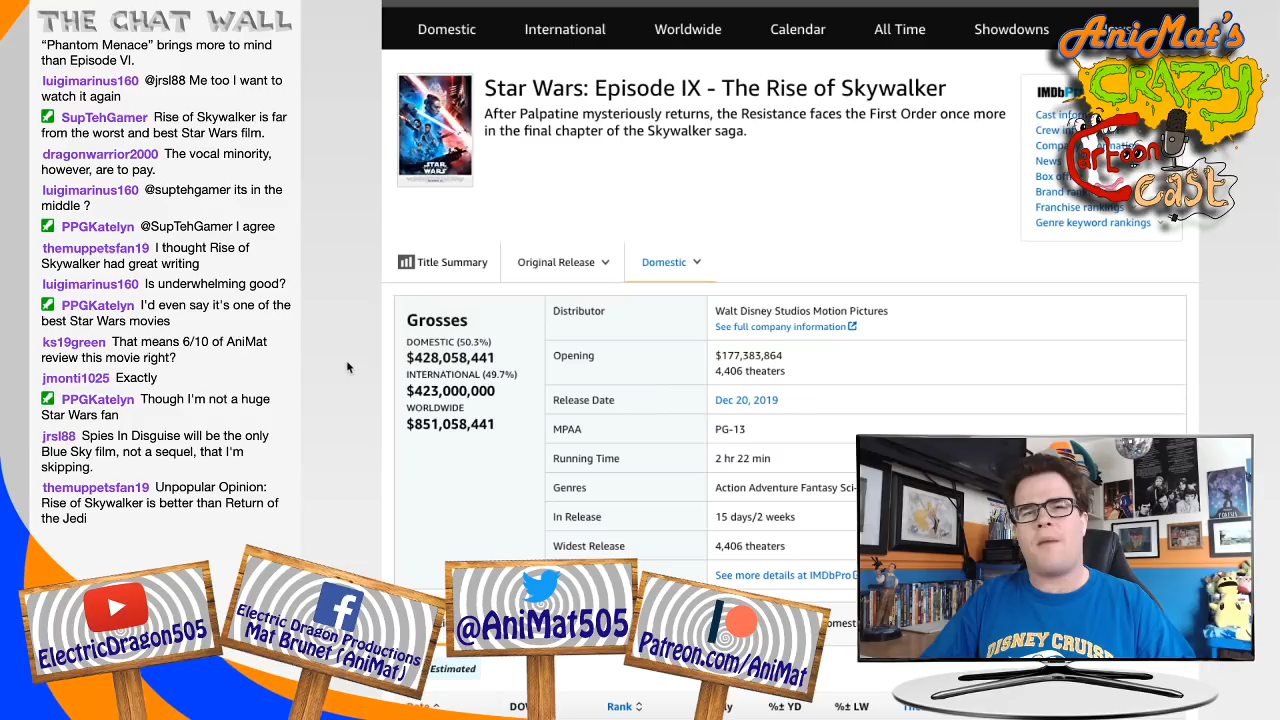 THE CHAT WALL
“Phantom Menace” brings more to mind
than Episode VI.
luigimarinus160 @jrsl88 Me too I want to
watch it again
SupTehGamer Rise of Skywalker is far
from the worst and best Star Wars film.
dragonwarrior2000 The vocal minority,
however, are to pay.
luigimarinus160 @suptehgamer its in the
middle ?
PPGKatelyn @SupTehGamer I agree
themuppetsfan19 I thought Rise of
Skywalker had great writing
luigimarinus160 Is underwhelming good?
PPGKatelyn I'd even say it's one of the
best Star Wars movies
ks19green That means 6/10 of AniMat
review this movie right?
jmonti1025 Exactly
PPGKatelyn Though I'm not a huge
Star Wars fan
jrsl88 Spies In Disguise will be the only
Blue Sky film, not a sequel, that I'm
skipping.
themuppetsfan19 Unpopular Opinion:
Rise of Skywalker is better than Return of
the Jedi
Domestic International Worldwide Calendar All Time Showdowns
AniMat's
CRAZY
Cartoon
Cast
STAR WARS
Star Wars: Episode IX - The Rise of Skywalker
After Palpatine mysteriously returns, the Resistance faces the First Order once more
in the final chapter of the Skywalker saga.
IMDbP
Cast
Crew
News
Box
Brand
Franchise rankings
Genre keyword rankings
Title Summary Original Release Domestic
Grosses
DOMESTIC (50.3%)
$428,058,441
INTERNATIONAL (49.7%)
$423,000,000
WORLDWIDE
$851,058,441
Distributor Walt Disney Studios Motion Pictures
See full company information
Opening $177,383,864
4,406 theaters
Release Date Dec 20, 2019
MPAA PG-13
Running Time 2 hr 22 min
Genres Action Adventure Fantasy Sci-
In Release 15 days/2 weeks
Widest Release 4,406 theaters
See more details at IMDbPro
Estimated
Rank %± YD %± LW
DISNEY CRUISE
ElectricDragon505
Electric Dragon Productions
Mat Brunet (AniMat)
@AniMat505
Patreon.com/AniMat